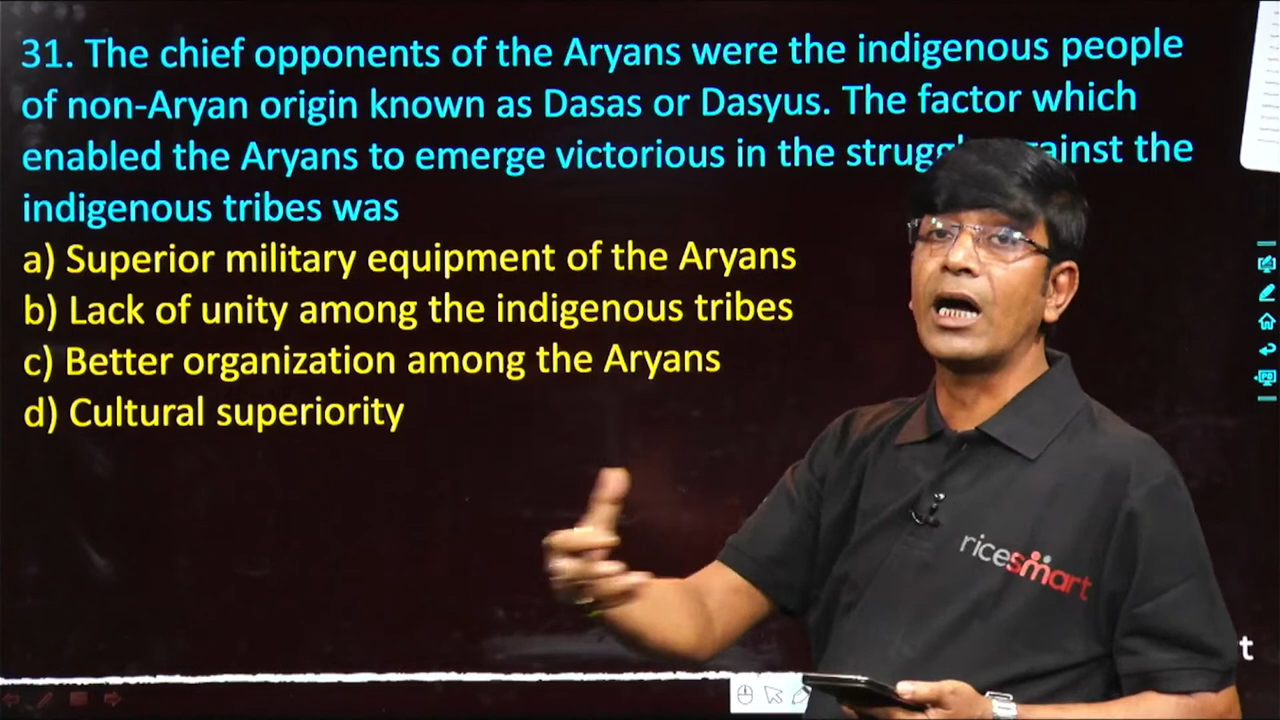 31. The chief opponents of the Aryans were the indigenous people
of non-Aryan origin known as Dasas or Dasyus. The factor which
enabled the Aryans to emerge victorious in the the
indigenous tribes was
a) Superior military equipment of the Aryans
b) Lack of unity among the indigenous tribes
c) Better organization among the Aryans
d) Cultural superiority
ricesmart